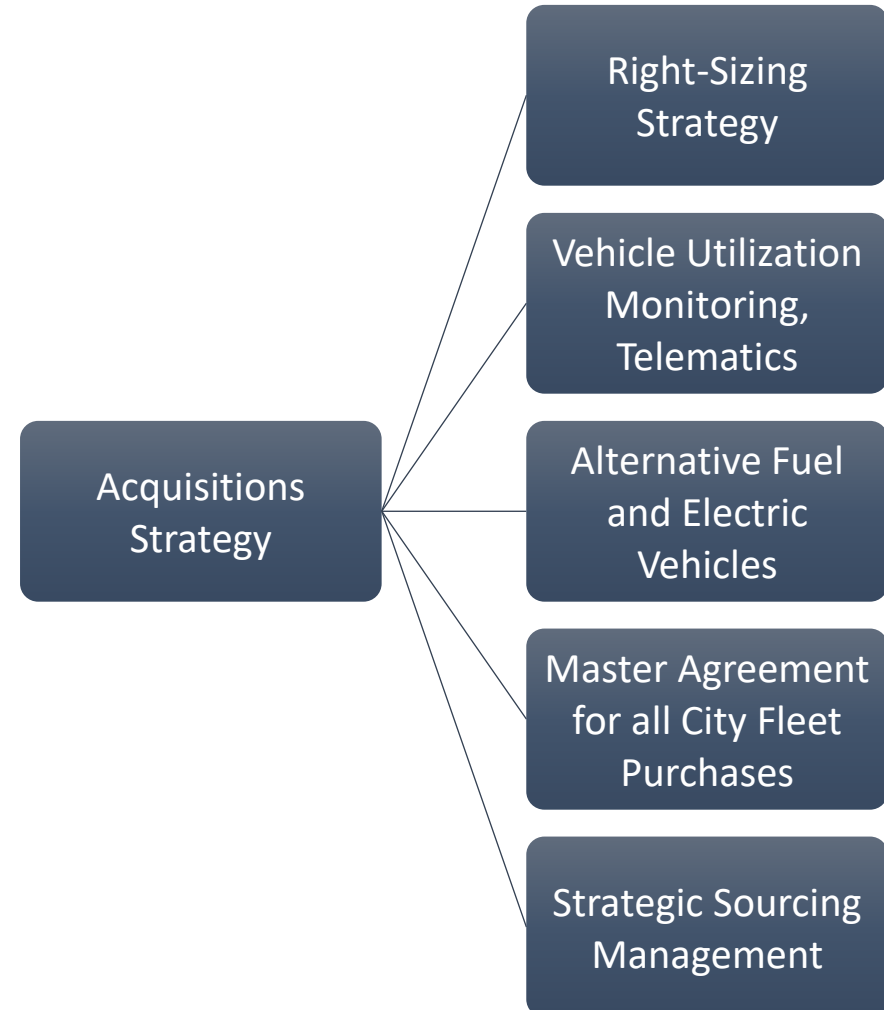 Right-Sizing
Strategy
Vehicle Utilization
Monitoring,
Telematics
Acquisitions
Strategy
Alternative Fuel
and Electric
Vehicles
Master Agreement
for all City Fleet
Purchases
Strategic Sourcing
Management